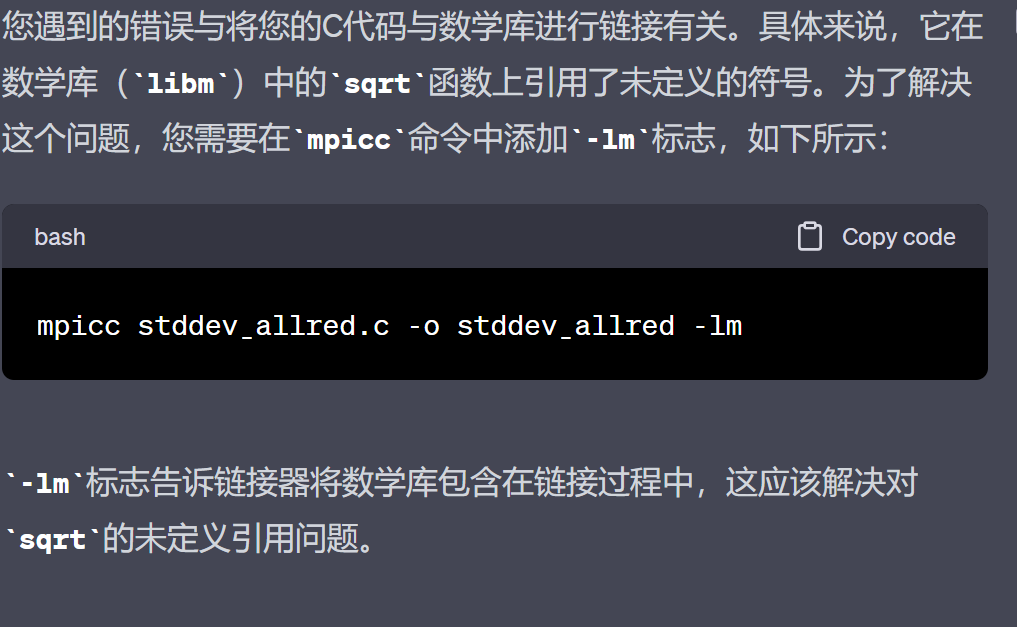 您遇到的错误与将您的C代码与数学库进行链接有关。具体来说，它在
数学库（`libm`）中的`sqrt`函数上引用了未定义的符号。为了解决
这个问题，您需要在`mpicc`命令中添加`-lm`标志，如下所示：
bash Copy code
mpicc stddev_allred.c -o stddev_allred -lm
`-lm`标志告诉链接器将数学库包含在链接过程中，这应该解决对
`sqrt`的未定义引用问题。